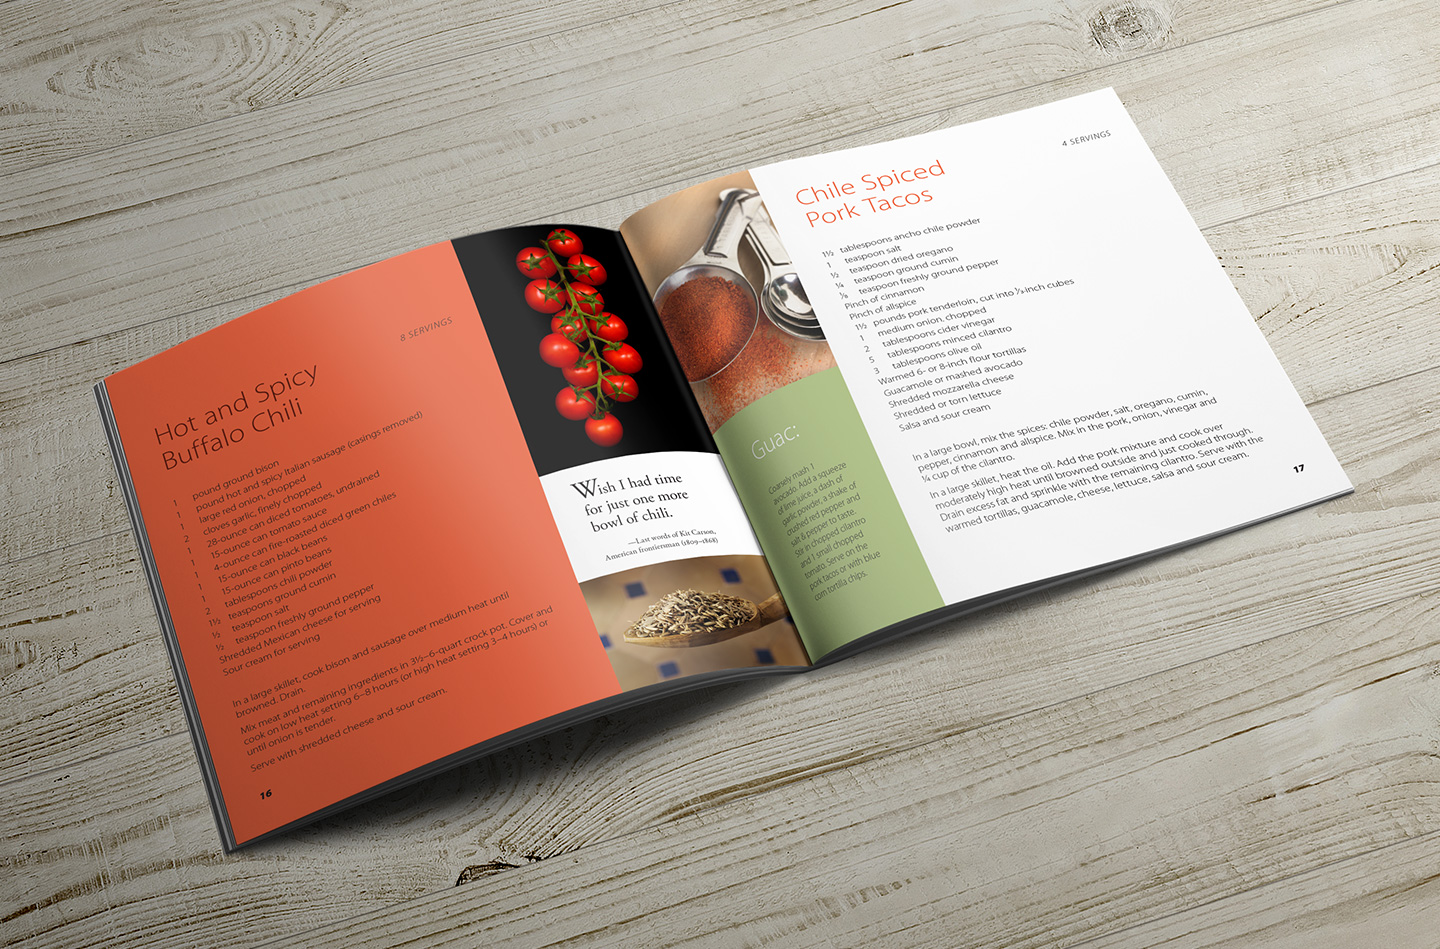 8 SERVINGS
Hot and Spicy
Buffalo Chili
1 pound ground bison
1 pound hot and spicy Italian sausage (casings removed)
1 large red onion, chopped
2 cloves garlic, finely chopped
1 28-ounce can diced tomatoes, undrained
1 15-ounce can tomato sauce
1 4-ounce can fire-roasted diced green chiles
1 15-ounce can black beans
1 15-ounce can pinto beans
2 tablespoons chili powder
1½ teaspoons ground cumin
½ teaspoon salt
½ teaspoon freshly ground pepper
Shredded Mexican cheese for serving
Sour cream for serving
In a large skillet, cook bison and sausage over medium heat until
browned. Drain.
Mix meat and remaining ingredients in 3½–6-quart crock pot. Cover and
cook on low heat setting 6–8 hours (or high heat setting 3–4 hours) or
until onion is tender.
Serve with shredded cheese and sour cream.
16
Wish I had time
for just one more
bowl of chili.
—Last words of Kit Carson,
American frontiersman (1809–1868)
Guac:
Coarsely mash 1
avocado. Add a squeeze
of lime juice, a dash of
garlic powder, a shake of
crushed red pepper and
salt & pepper to taste.
Stir in chopped cilantro
and 1 small chopped
tomato. Serve on the
pork tacos or with blue
corn tortilla chips.
4 SERVINGS
Chile Spiced
Pork Tacos
1½ tablespoons ancho chile powder
1 teaspoon salt
½ teaspoon dried oregano
¼ teaspoon ground cumin
⅛ teaspoon freshly ground pepper
Pinch of cinnamon
Pinch of allspice
1½ pounds pork tenderloin, cut into ⅓-inch cubes
1 medium onion, chopped
2 tablespoons cider vinegar
5 tablespoons minced cilantro
3 tablespoons olive oil
Warmed 6- or 8-inch flour tortillas
Guacamole or mashed avocado
Shredded mozzarella cheese
Shredded or torn lettuce
Salsa and sour cream
In a large bowl, mix the spices: chile powder, salt, oregano, cumin,
pepper, cinnamon and allspice. Mix in the pork, onion, vinegar and
¼ cup of the cilantro.
In a large skillet, heat the oil. Add the pork mixture and cook over
moderately high heat until browned outside and just cooked through.
Drain excess fat and sprinkle with the remaining cilantro. Serve with the
warmed tortillas, guacamole, cheese, lettuce, salsa and sour cream.
17